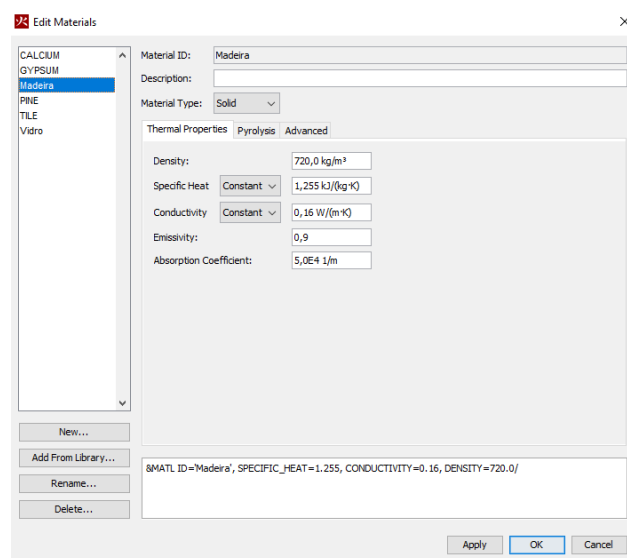 火 Edit Materials
CALCIUM
GYPSUM
Madeira
PINE
TILE
Vidro
New...
Add From Library...
Rename...
Delete...
Material ID: Madeira
Description:
Material Type: Solid
Thermal Properties Pyrolysis Advanced
Density: 720,0 kg/m³
Specific Heat Constant 1,255 kJ/(kg·K)
Conductivity Constant 0,16 W/(m·K)
Emissivity: 0,9
Absorption Coefficient: 5,0E4 1/m
&MATL ID='Madeira', SPECIFIC_HEAT=1.255, CONDUCTIVITY=0.16, DENSITY=720.0/
Apply OK Cancel